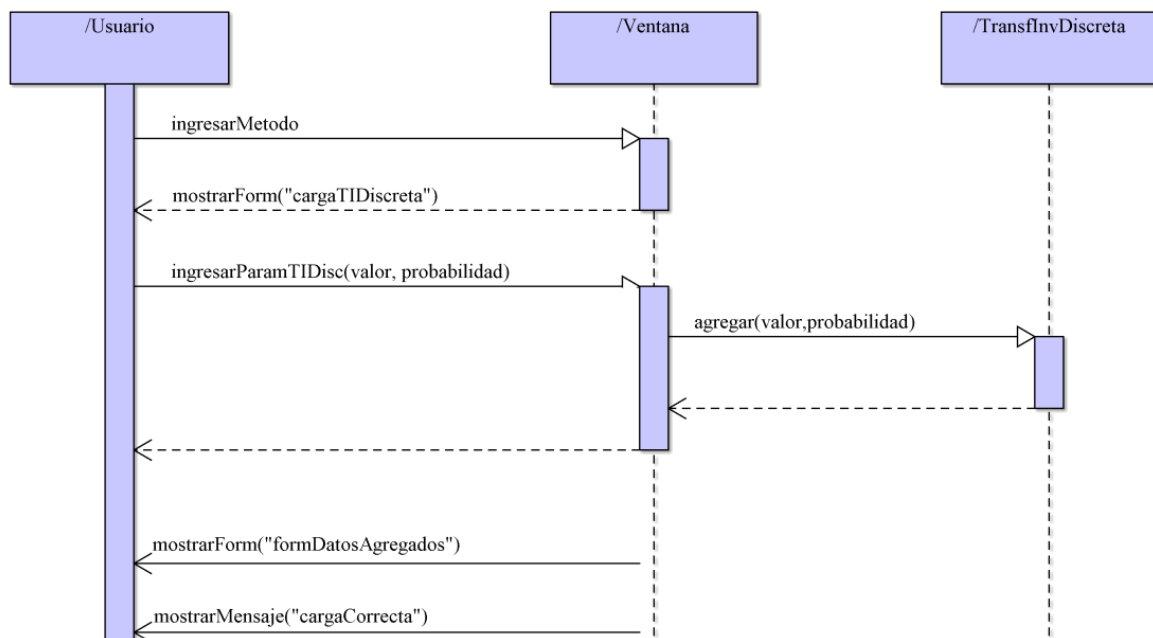 /Usuario
/Ventana
/TransfInvDiscreta
ingresarMetodo
mostrarForm("cargaTIDiscreta")
ingresarParamTIDisc(valor, probabilidad)
agregar(valor,probabilidad)
mostrarForm("formDatosAgregados")
mostrarMensaje("cargaCorrecta")